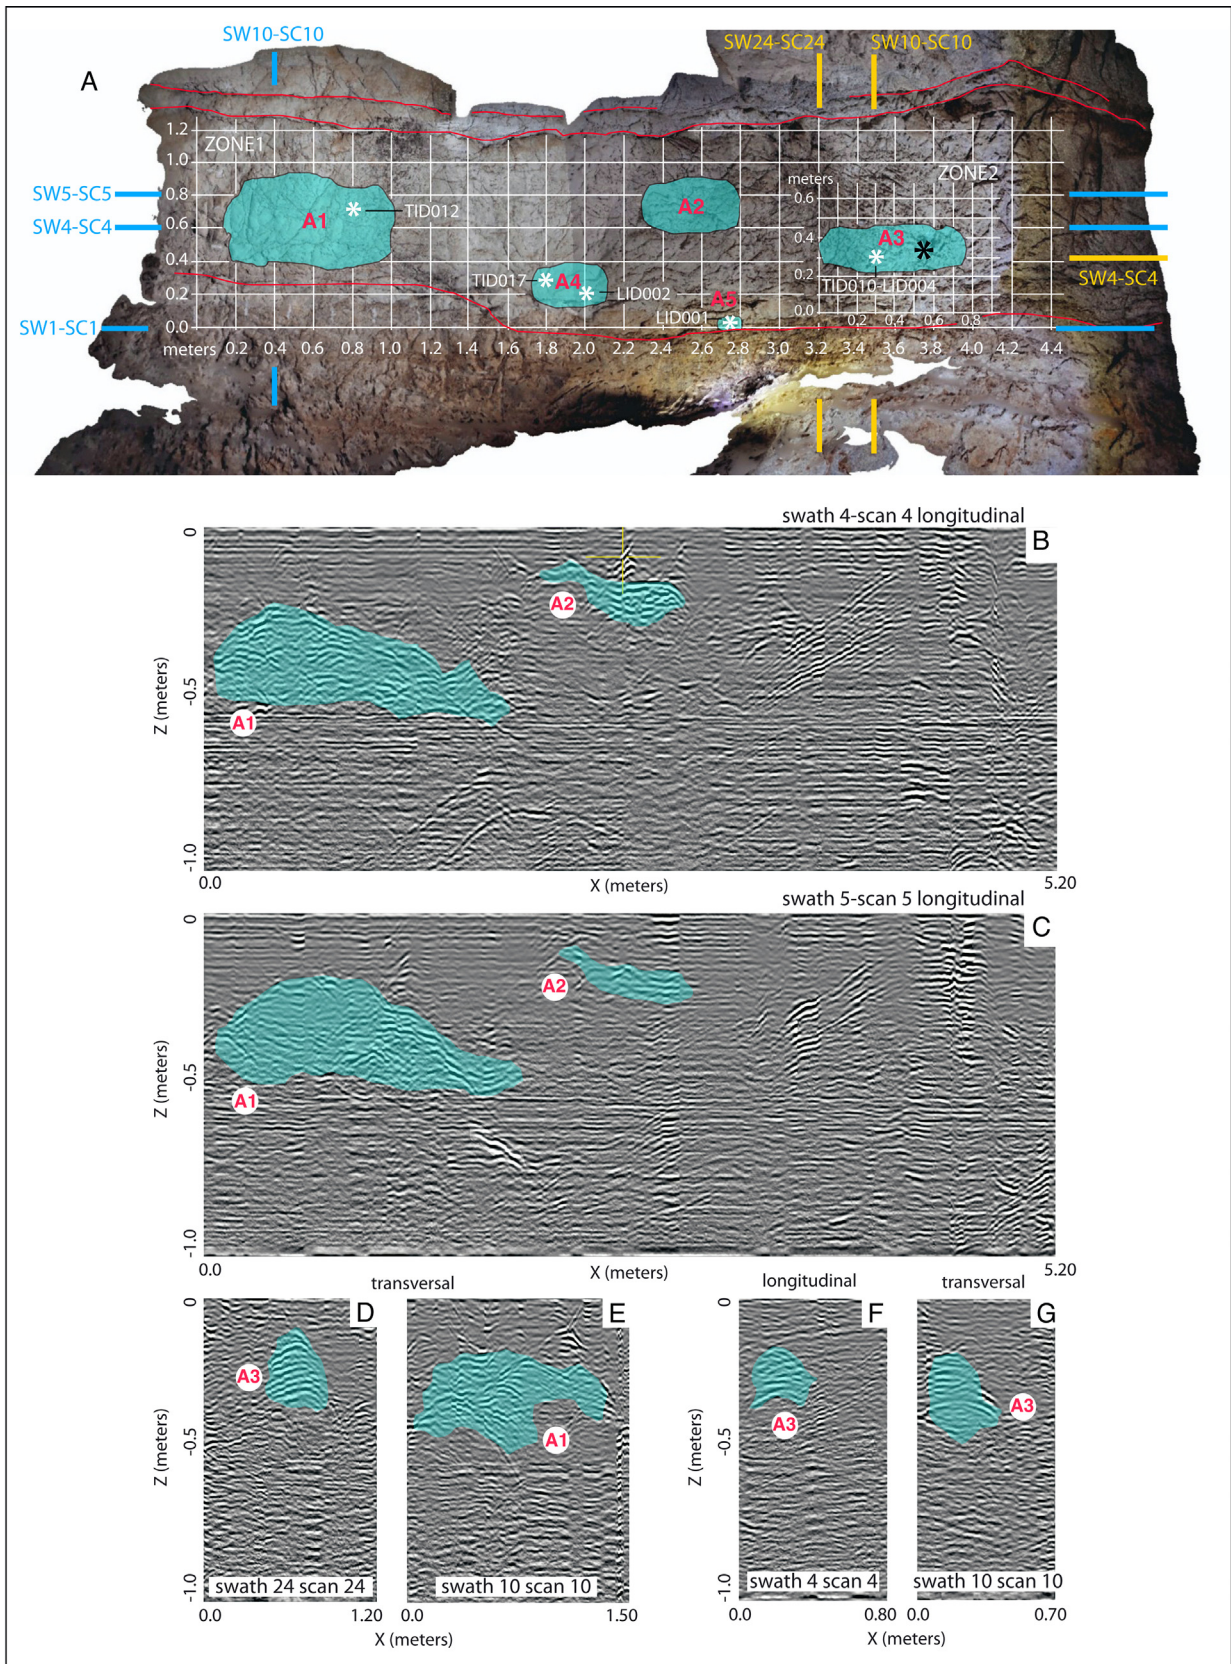 SW10-SC10
SW24-SC24
SW10-SC10
A
1.2
ZONE1
1.0
meters
ZONE2
SW5-SC5
0.8
0.6
A1
TID012
A2
SW4-SC4
0.6
0.4
A3
0.4
TID017
A4
LID002
A5
0.2
SW4-SC4
0.2
TID010-LID004
SW1-SC1
0.0
LID001
0.0
0.2 0.4 0.6 0.8
meters 0.2 0.4 0.6 0.8 1.0 1.2 1.4 1.6 1.8 2.0 2.2 2.4 2.6 2.8 3.0 3.2 3.4 3.6 3.8 4.0 4.2 4.4
swath 4-scan 4 longitudinal
B
0
A2
Z (meters)
-0.5
A1
-1.0
0.0
X (meters)
5.20
swath 5-scan 5 longitudinal
C
0
A2
Z (meters)
-0.5
A1
-1.0
0.0
X (meters)
5.20
transversal
longitudinal
transversal
0
D
E
0
F
G
A3
A3
A3
A1
Z (meters)
-0.5
Z (meters)
-0.5
-1.0
swath 24 scan 24
swath 10 scan 10
-1.0
swath 4 scan 4
swath 10 scan 10
0.0
1.20
0.0
1.50
0.0
0.80
0.0
0.70
X (meters)
X (meters)